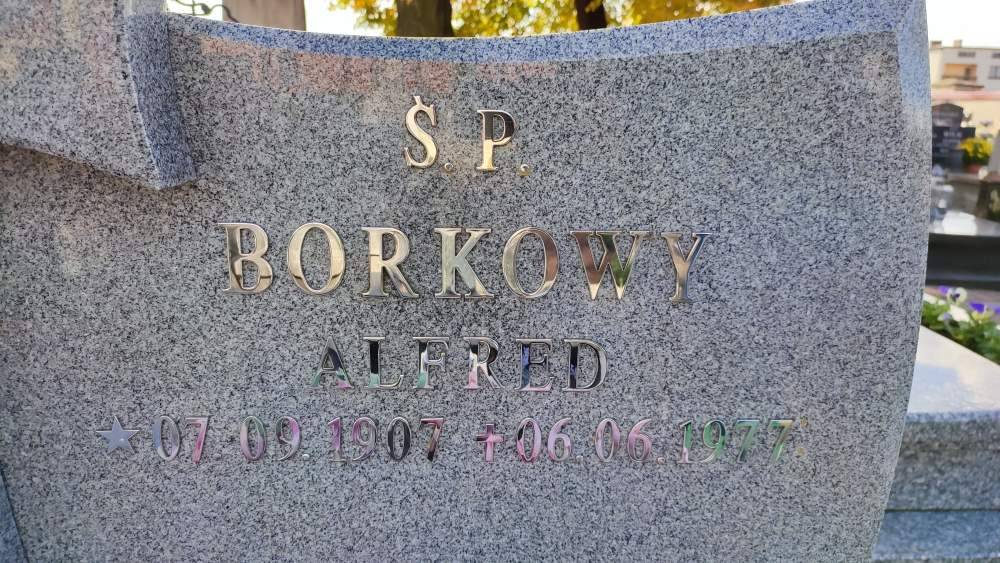 Ś. P.
BORKOWY
ALFRED
★ 07. 09. 1907 ✝ 06. 06. 1977.